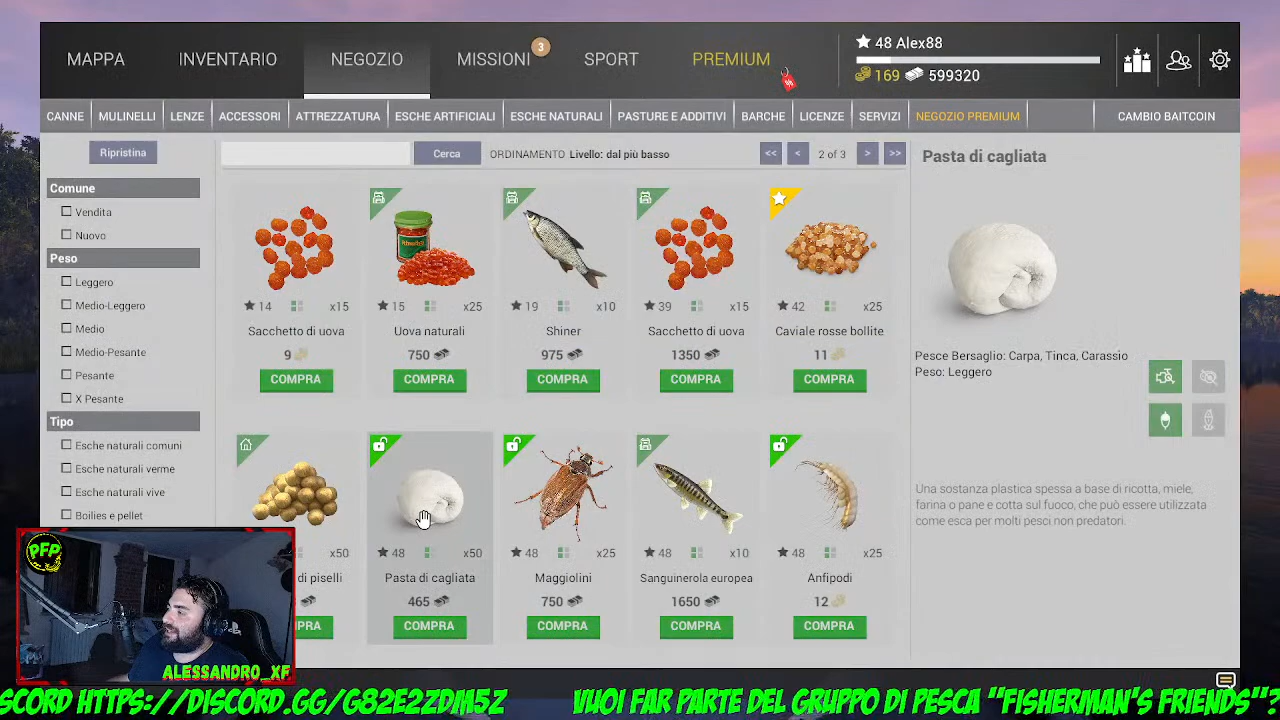 MAPPA INVENTARIO NEGOZIO MISSIONI 3 SPORT PREMIUM
48 Alex88
169 599320
CANNE MULINELLI LENZE ACCESSORI ATTREZZATURA ESCHE ARTIFICIALI ESCHE NATURALI PASTURE E ADDITIVI BARCHE LICENZE SERVIZI NEGOZIO PREMIUM CAMBIO BAITCOIN
Ripristina
Comune
Vendita
Nuovo
Peso
Leggero
Medio-Leggero
Medio
Medio-Pesante
Pesante
X Pesante
Tipo
Esche naturali comuni
Esche naturali verme
Esche naturali vive
Boilies e pellet
Cerca ORDINAMENTO Livello: dal più basso << < 2 of 3 > >>
14 x15 15 x25 19 x10 39 x15 42 x25
Sacchetto di uova Uova naturali Shiner Sacchetto di uova Caviale rosse bollite
9 750 975 1350 11
COMPRA COMPRA COMPRA COMPRA COMPRA
x50 48 x50 48 x25 48 x10 48 x25
di piselli Pasta di cagliata Maggiolini Sanguinerola europea Anfipodi
465 750 1650 12
COMPRA COMPRA COMPRA COMPRA
Pasta di cagliata
Pesce Bersaglio: Carpa, Tinca, Carassio
Peso: Leggero
Una sostanza plastica spessa a base di ricotta, miele,
farina o pane e cotta sul fuoco, che può essere utilizzata
come esca per molti pesci non predatori.
PFP
ALESSANDRO_XF
SCORD HTTPS://DISCORD.GG/G82E2ZDM5Z VUOI FAR PARTE DEL GRUPPO DI PESCA "FISHERMAN'S FRIENDS"?